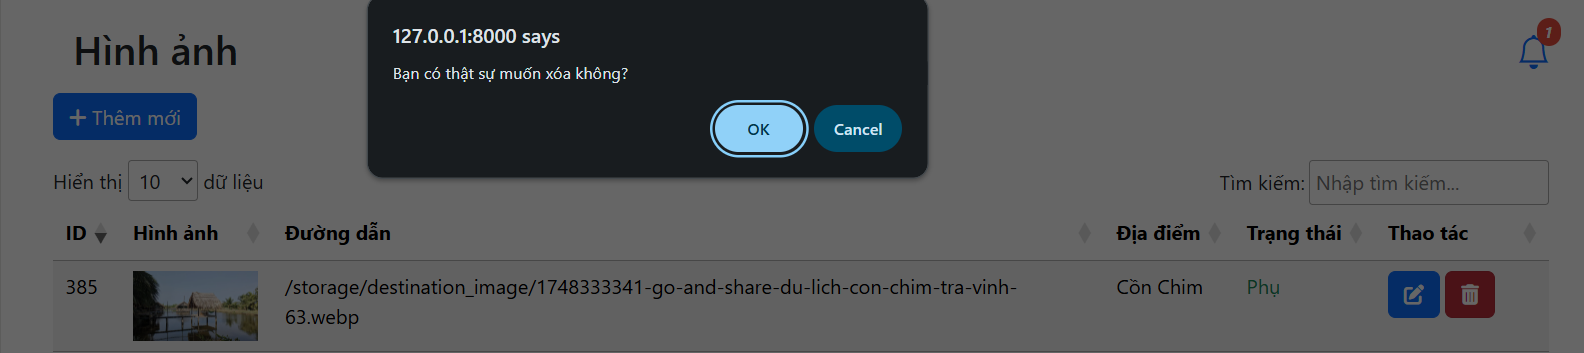 127.0.0.1:8000 says
Bạn có thật sự muốn xóa không?
OK Cancel
Hình ảnh
1
Thêm mới
Hiển thị 10 dữ liệu Tìm kiếm: Nhập tìm kiếm...
ID Hình ảnh Đường dẫn Địa điểm Trạng thái Thao tác
385 /storage/destination_image/1748333341-go-and-share-du-lich-con-chim-tra-vinh- Cồn Chim Phụ
63.webp